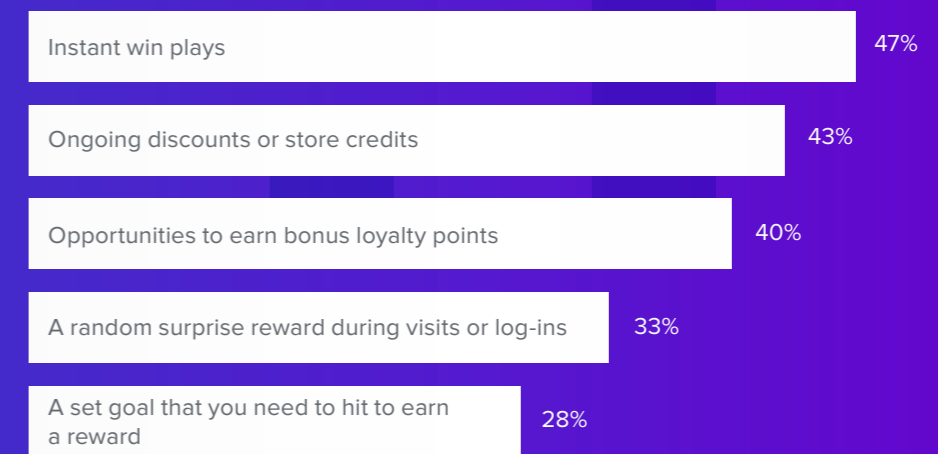 Instant win plays
47%
Ongoing discounts or store credits
43%
Opportunities to earn bonus loyalty points
40%
A random surprise reward during visits or log-ins
33%
A set goal that you need to hit to earn
a reward
28%